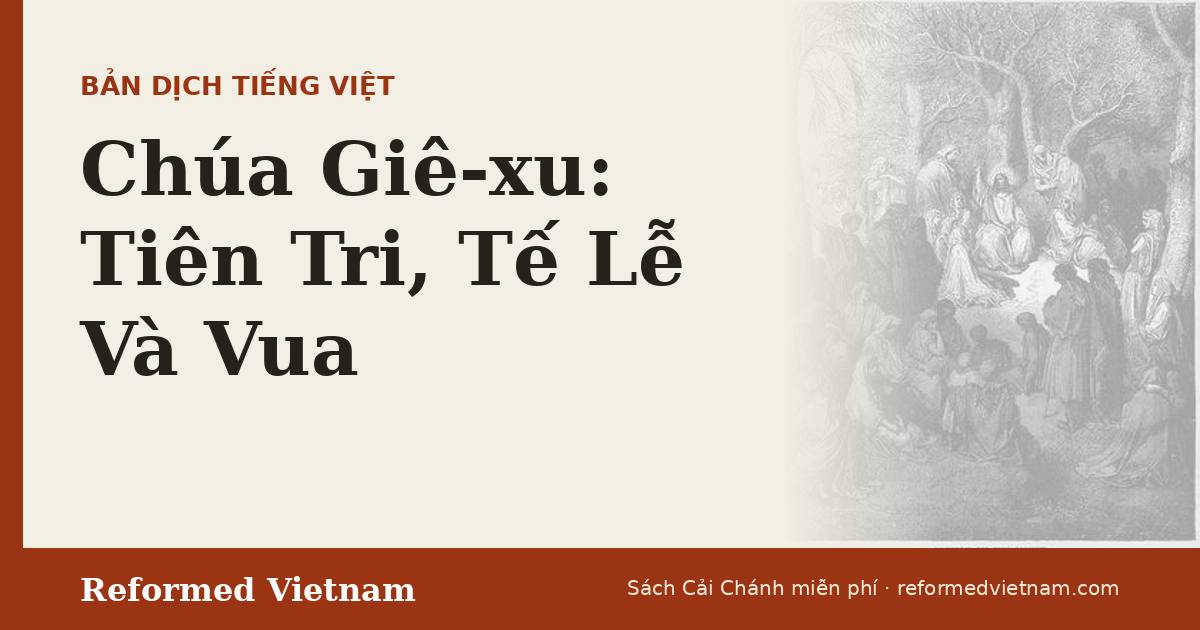 BẢN DỊCH TIẾNG VIỆT
Chúa Giê-xu:
Tiên Tri, Tế Lễ
Và Vua
Reformed Vietnam
Sách Cải Chánh miễn phí · reformedvietnam.com